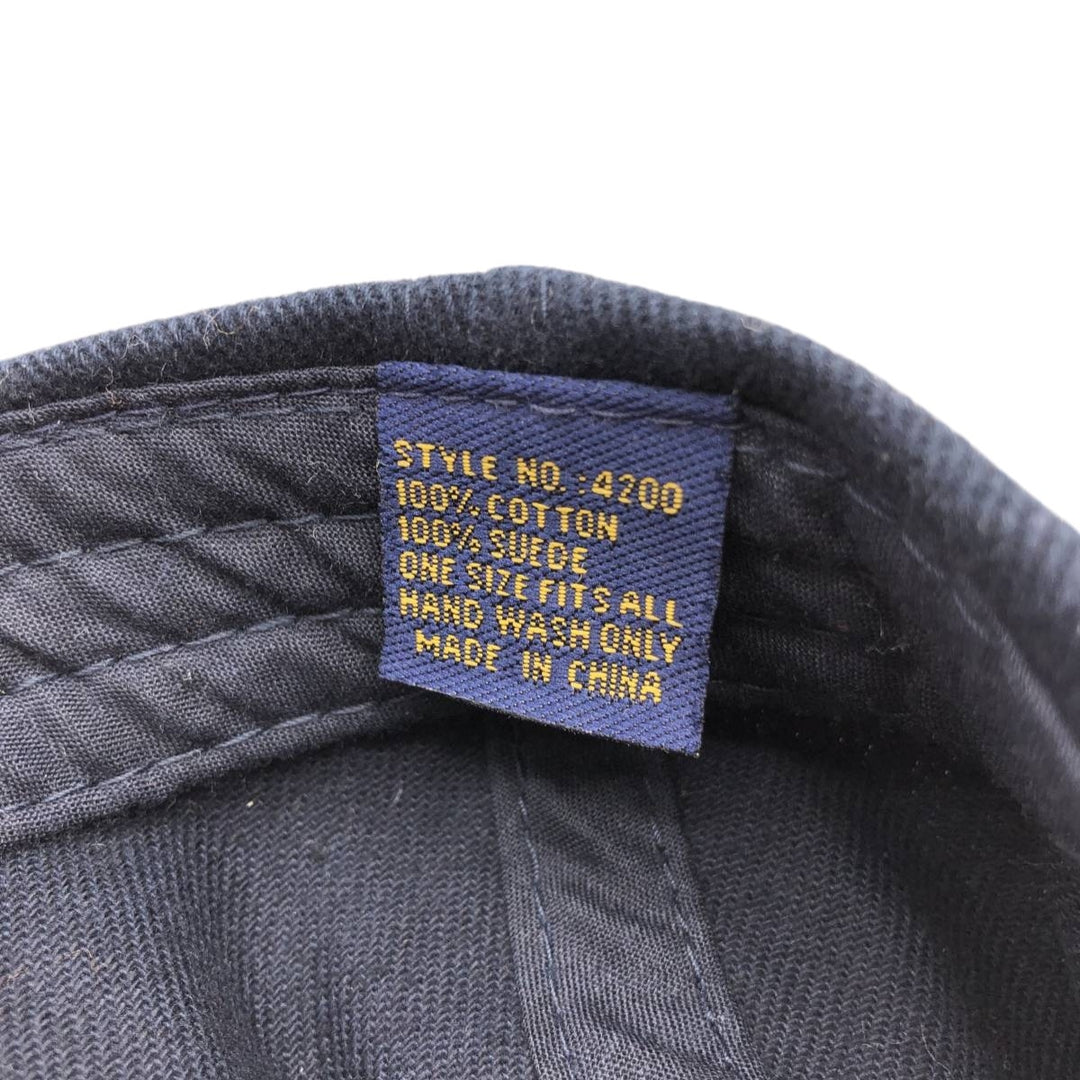 STYLE NO.:4200
100% COTTON
100% SUEDE
ONE SIZE FITS ALL
HAND WASH ONLY
MADE IN CHINA